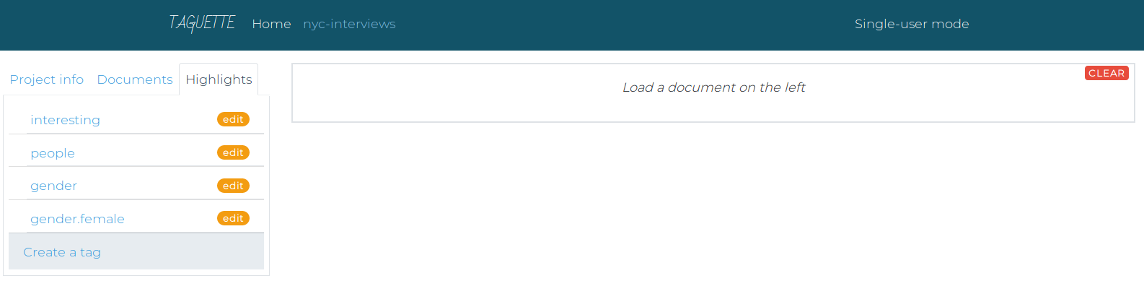 TAGUETTE Home nyc-interviews Single-user mode
Project info Documents Highlights
CLEAR
Load a document on the left
interesting edit
people edit
gender edit
gender.female edit
Create a tag